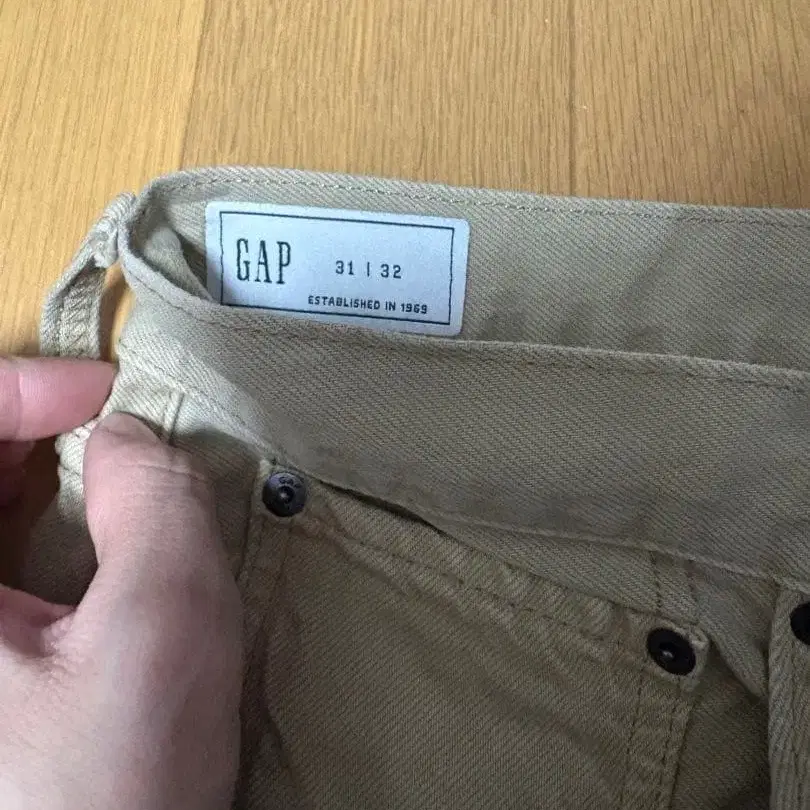 GAP
31 | 32
ESTABLISHED IN 1969